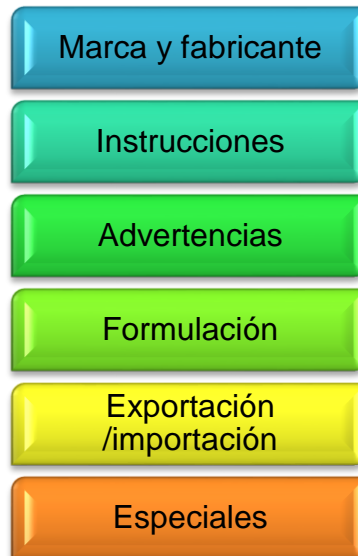 Marca y fabricante
Instrucciones
Advertencias
Formulación
Exportación
/importación
Especiales